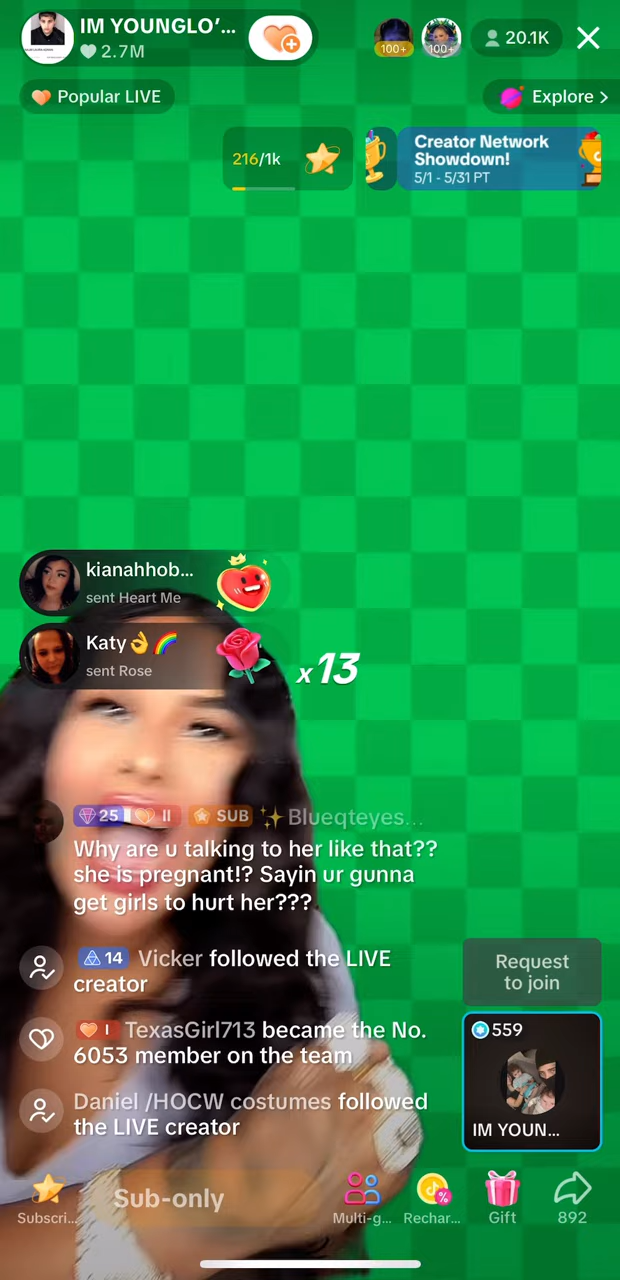 IM YOUNGLO’...
2.7M
100+
100+
20.1K
Popular LIVE
Explore >
216/1k
Creator Network
Showdown!
5/1 - 5/31 PT
kianahhob...
sent Heart Me
Katy👌🌈
sent Rose
x13
25 II SUB ✨Blueqteyes...
Why are u talking to her like that??
she is pregnant!? Sayin ur gunna
get girls to hurt her???
14 Vicker followed the LIVE
creator
I TexasGirl713 became the No.
6053 member on the team
Daniel /HOCW costumes followed
the LIVE creator
Request
to join
559
IM YOUN...
Subscri...
Sub-only
Multi-g...
Rechar...
Gift
892